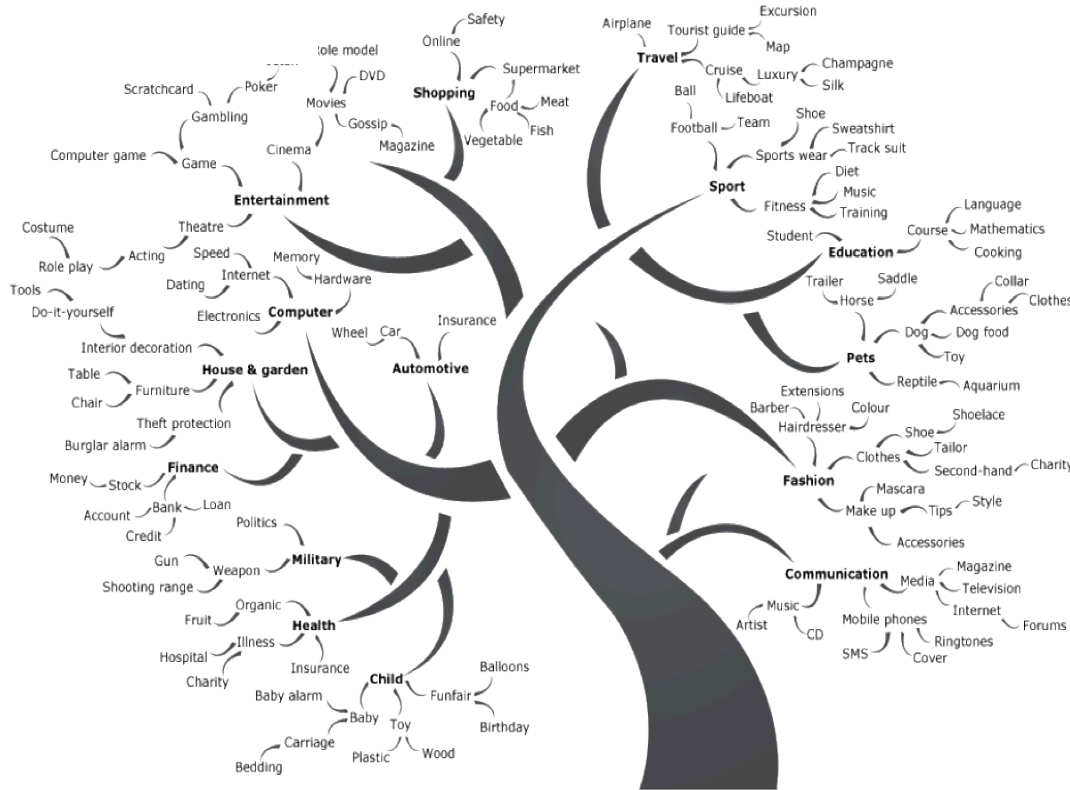 Safety
Online
Shopping
Supermarket
Food
Meat
Fish
Vegetable
Role model
DVD
Movies
Gossip
Magazine
Cinema
Scratchcard
Poker
Gambling
Computer game
Game
Entertainment
Theatre
Acting
Role play
Costume
Speed
Internet
Dating
Memory
Hardware
Computer
Electronics
Tools
Do-it-yourself
Interior decoration
House & garden
Table
Chair
Furniture
Theft protection
Burglar alarm
Wheel
Car
Insurance
Automotive
Finance
Money
Stock
Bank
Loan
Account
Credit
Politics
Military
Gun
Weapon
Shooting range
Organic
Fruit
Health
Illness
Hospital
Charity
Insurance
Child
Baby alarm
Baby
Carriage
Bedding
Toy
Plastic
Wood
Funfair
Balloons
Birthday
Airplane
Travel
Tourist guide
Excursion
Map
Cruise
Lifeboat
Luxury
Champagne
Silk
Ball
Football
Team
Sport
Sports wear
Shoe
Sweatshirt
Track suit
Fitness
Diet
Music
Training
Student
Education
Course
Language
Mathematics
Cooking
Trailer
Horse
Saddle
Pets
Dog
Accessories
Collar
Clothes
Dog food
Toy
Reptile
Aquarium
Extensions
Barber
Hairdresser
Colour
Fashion
Clothes
Shoe
Shoelace
Tailor
Second-hand
Charity
Make up
Mascara
Tips
Style
Accessories
Communication
Music
Artist
CD
Mobile phones
SMS
Cover
Ringtones
Media
Magazine
Television
Internet
Forums